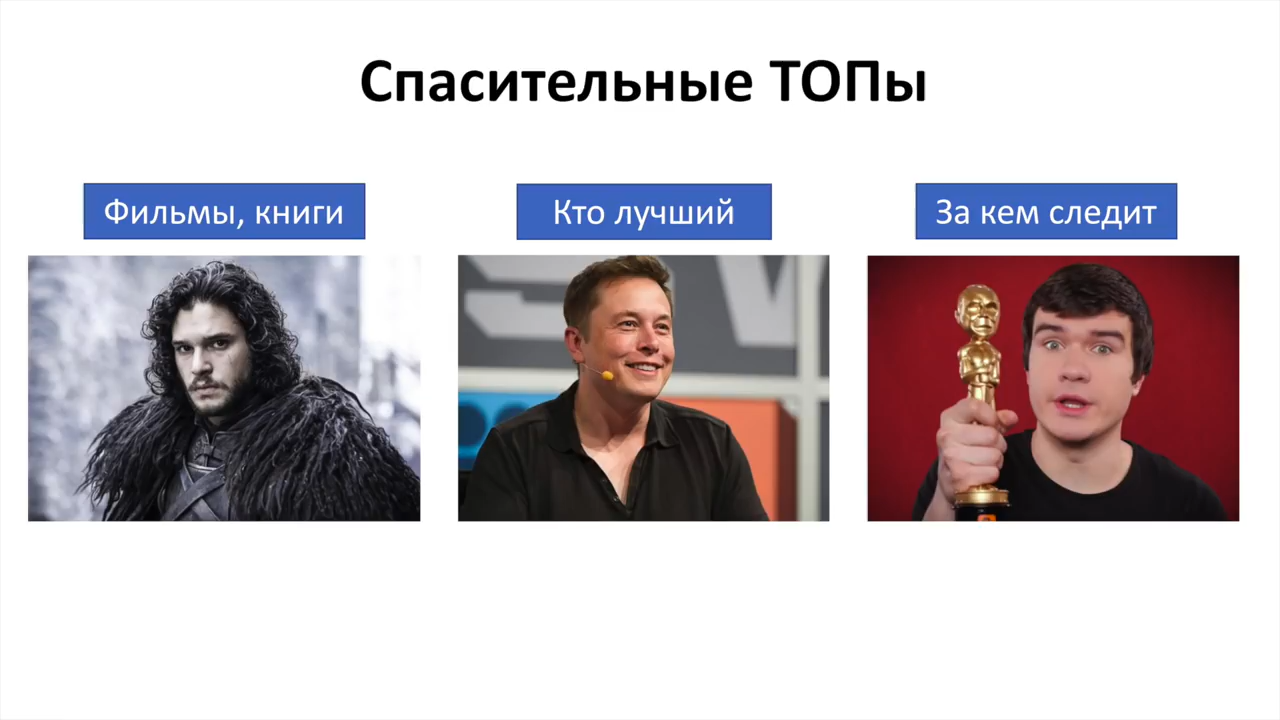 Спасительные ТОПы
Фильмы, книги
Кто лучший
За кем следит